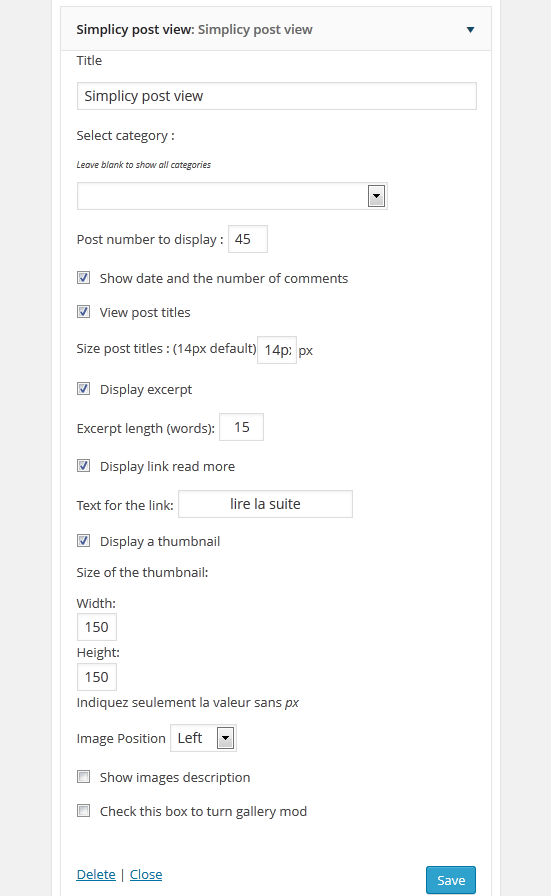 Simplicy post view: Simplicy post view
Title
Simplicy post view
Select category :
Leave blank to show all categories
Post number to display : 45
Show date and the number of comments
View post titles
Size post titles : (14px default) 14px px
Display excerpt
Excerpt length (words): 15
Display link read more
Text for the link: lire la suite
Display a thumbnail
Size of the thumbnail:
Width:
150
Height:
150
Indiquez seulement la valeur sans px
Image Position Left
Show images description
Check this box to turn gallery mod
Delete | Close
Save